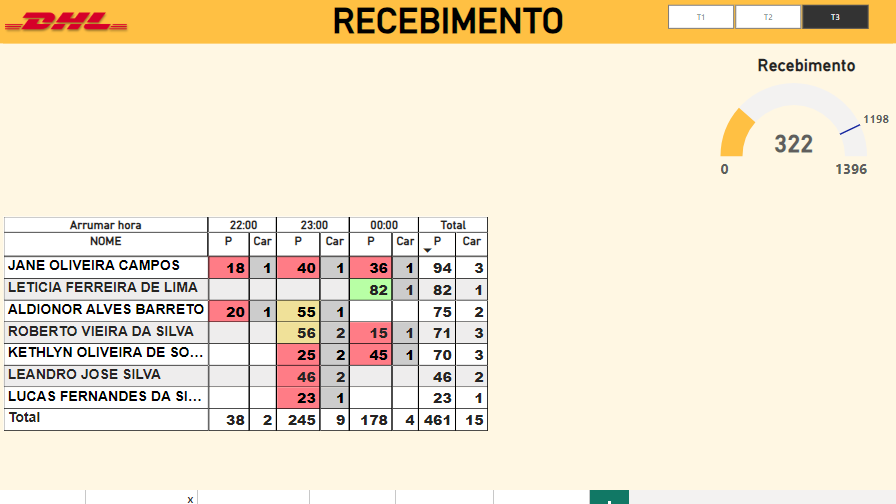 DHL
RECEBIMENTO
T1 T2 T3
Recebimento
1198
322
0 1396
Arrumar hora 22:00 23:00 00:00 Total
NOME P Car P Car P Car P Car
JANE OLIVEIRA CAMPOS 18 1 40 1 36 1 94 3
LETICIA FERREIRA DE LIMA 82 1 82 1
ALDIONOR ALVES BARRETO 20 1 55 1 75 2
ROBERTO VIEIRA DA SILVA 56 2 15 1 71 3
KETHLYN OLIVEIRA DE SO... 25 2 45 1 70 3
LEANDRO JOSE SILVA 46 2 46 2
LUCAS FERNANDES DA SI... 23 1 23 1
Total 38 2 245 9 178 4 461 15
x